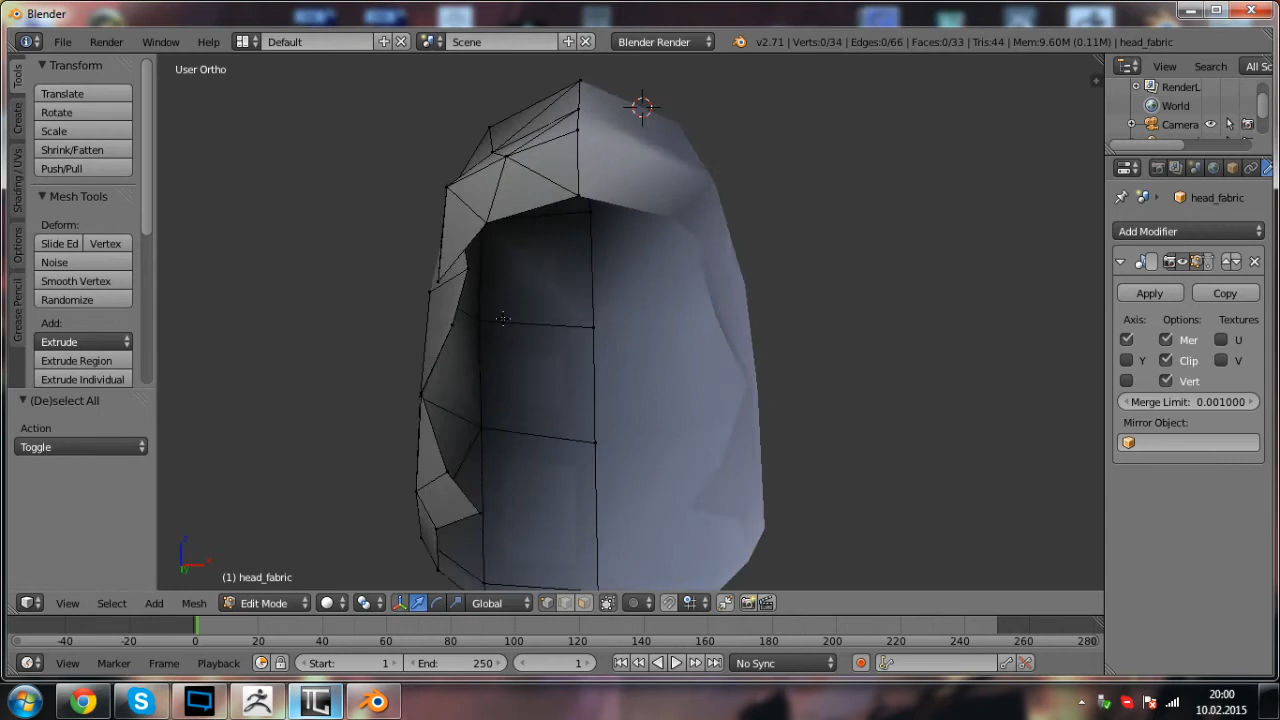 Blender
File Render Window Help Default Scene Blender Render v2.71 | Verts:0/34 | Edges:0/66 | Faces:0/33 | Tris:44 | Mem:9.60M (0.11M) | head_fabric
View Search All Sc
RenderL
World
Camera
Tools
Create
Shading / UVs
Options
Grease Pencil
Transform
Translate
Rotate
Scale
Shrink/Fatten
Push/Pull
Mesh Tools
Deform:
Slide Ed Vertex
Noise
Smooth Vertex
Randomize
Add:
Extrude
Extrude Region
Extrude Individual
(De)select All
Action
Toggle
User Ortho
z
x
y
(1) head_fabric
head_fabric
Add Modifier
Apply Copy
Axis: Options: Textures
Mer U
Y Clip V
Vert
Merge Limit: 0.001000
Mirror Object:
View Select Add Mesh Edit Mode Global
-40 -20 0 20 40 60 80 100 120 140 160 180 200 220 240 260 280
View Marker Frame Playback Start: 1 End: 250 1 No Sync
20:00
10.02.2015